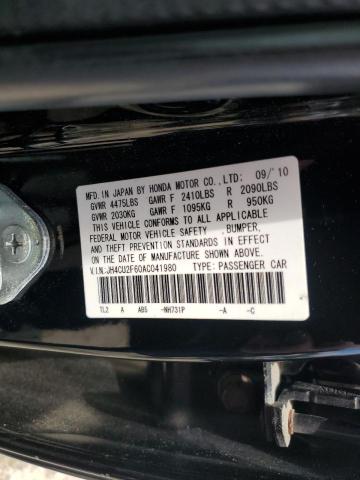 MFD. IN JAPAN BY HONDA MOTOR CO., LTD: 09/'10
GVWR 4475LBS GAWR F 2410LBS R 2090LBS
GVWR 2030KG GAWR F 1095KG R 950KG
THIS VEHICLE CONFORMS TO ALL APPLICABLE
FEDERAL MOTOR VEHICLE SAFETY, BUMPER,
AND THEFT PREVENTION STANDARDS IN EFFECT
ON THE DATE OF MANUFACTURE SHOWN ABOVE.
V.I.N.:JH4CU2F60AC041980 TYPE: PASSENGER CAR
TL2 A AB5 -NH731P -A -C